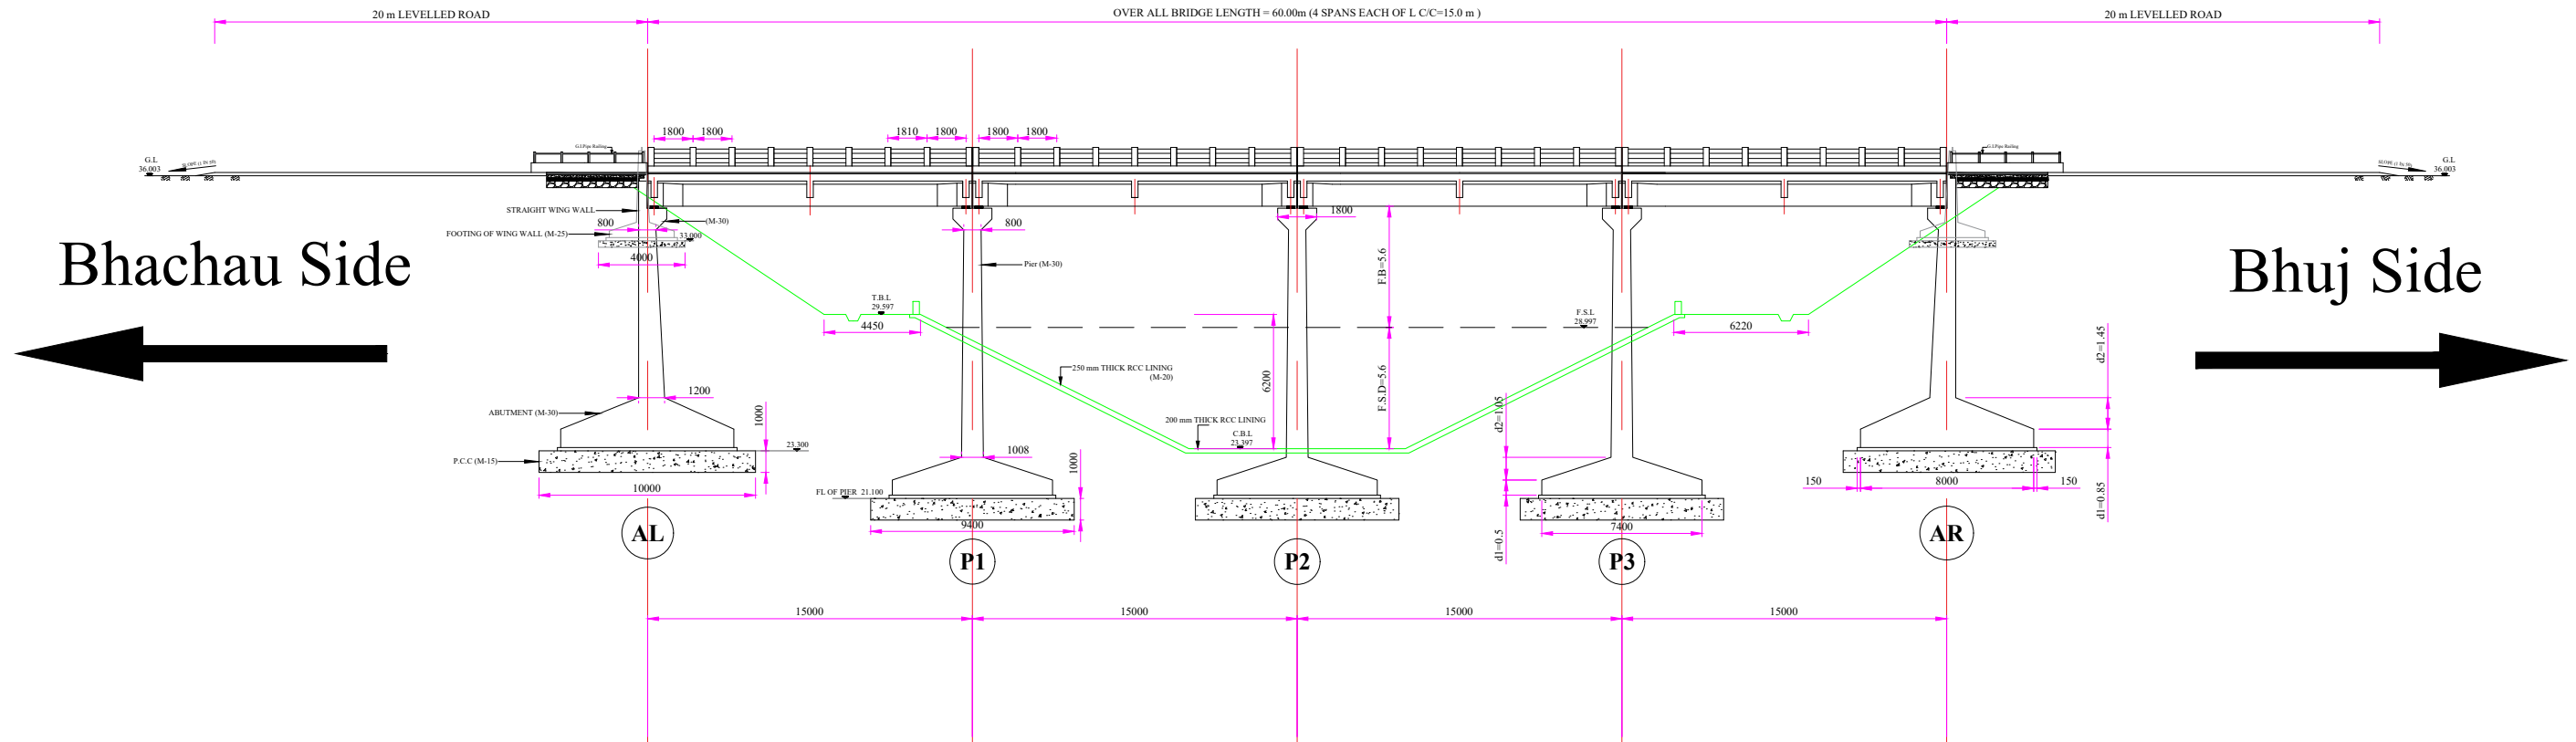 20 m LEVELLED ROAD
OVER ALL BRIDGE LENGTH = 60.00m (4 SPANS EACH OF L C/C=15.0 m )
20 m LEVELLED ROAD
1800
1800
1810
1800
1800
1800
G.I.Pipe Railing
G.I.Pipe Railing
G.L
36.003
G.L
36.003
STRAIGHT WING WALL
(M-30)
800
800
1800
FOOTING OF WING WALL (M-25)
33.000
4000
Bhachau Side
Bhuj Side
Pier (M-30)
F.B=5.6
T.B.L
29.597
F.S.L
28.997
4450
6220
250 mm THICK RCC LINING
(M-20)
6200
F.S.D=5.6
d2=1.45
1200
ABUTMENT (M-30)
1000
200 mm THICK RCC LINING
C.B.L
23.397
d2=1.05
23.300
P.C.C (M-15)
1008
1000
10000
FL OF PIER 21.100
150
8000
150
9400
7400
d1=0.5
d1=0.85
AL
P1
P2
P3
AR
15000
15000
15000
15000